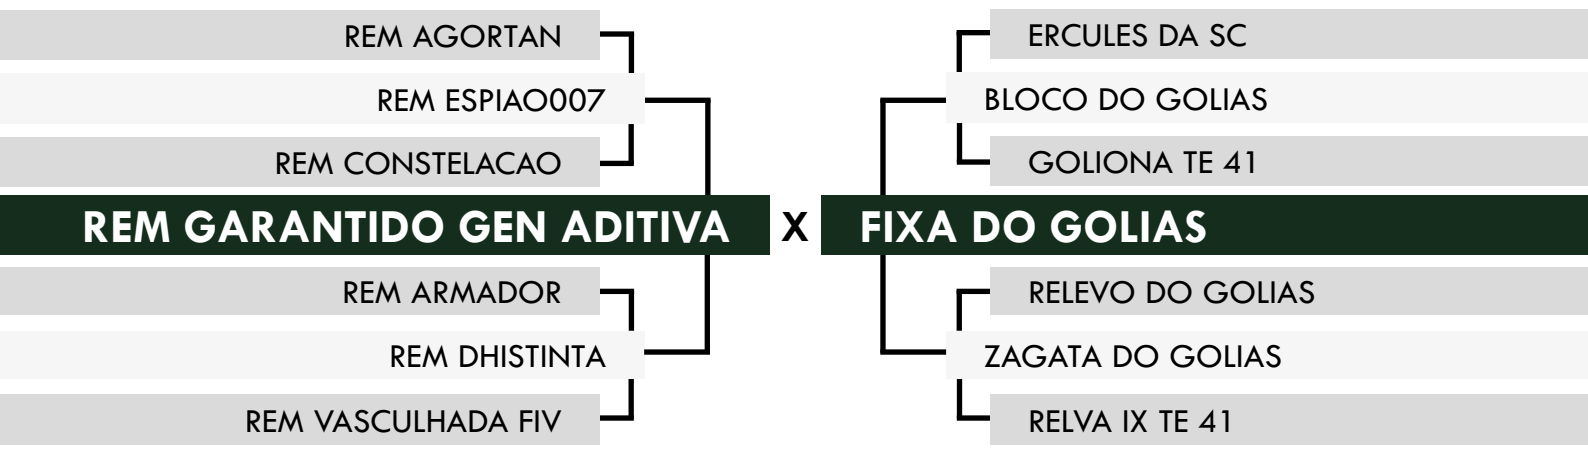 REM AGORTAN
REM ESPIAO007
REM CONSTELACAO
REM GARANTIDO GEN ADITIVA
REM ARMADOR
REM DHISTINTA
REM VASCULHADA FIV
X
ERCULES DA SC
BLOCO DO GOLIAS
GOLIONA TE 41
FIXA DO GOLIAS
RELEVO DO GOLIAS
ZAGATA DO GOLIAS
RELVA IX TE 41